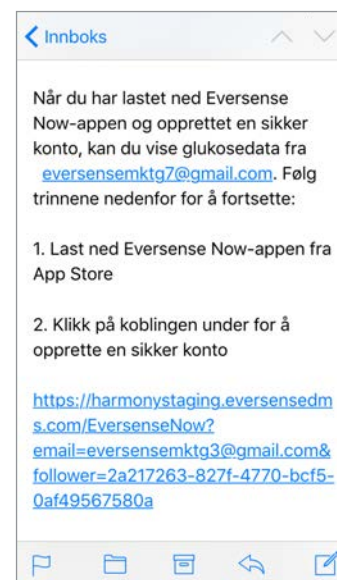 Innboks
Når du har lastet ned Eversense
Now-appen og opprettet en sikker
konto, kan du vise glukosedata fra
eversensemktg7@gmail.com. Følg
trinnene nedenfor for å fortsette:
1. Last ned Eversense Now-appen fra
App Store
2. Klikk på koblingen under for å
opprette en sikker konto
https://harmonystaging.eversensedm
s.com/EversenseNow?
email=eversensemktg3@gmail.com&
follower=2a217263-827f-4770-bcf5-
0af49567580a